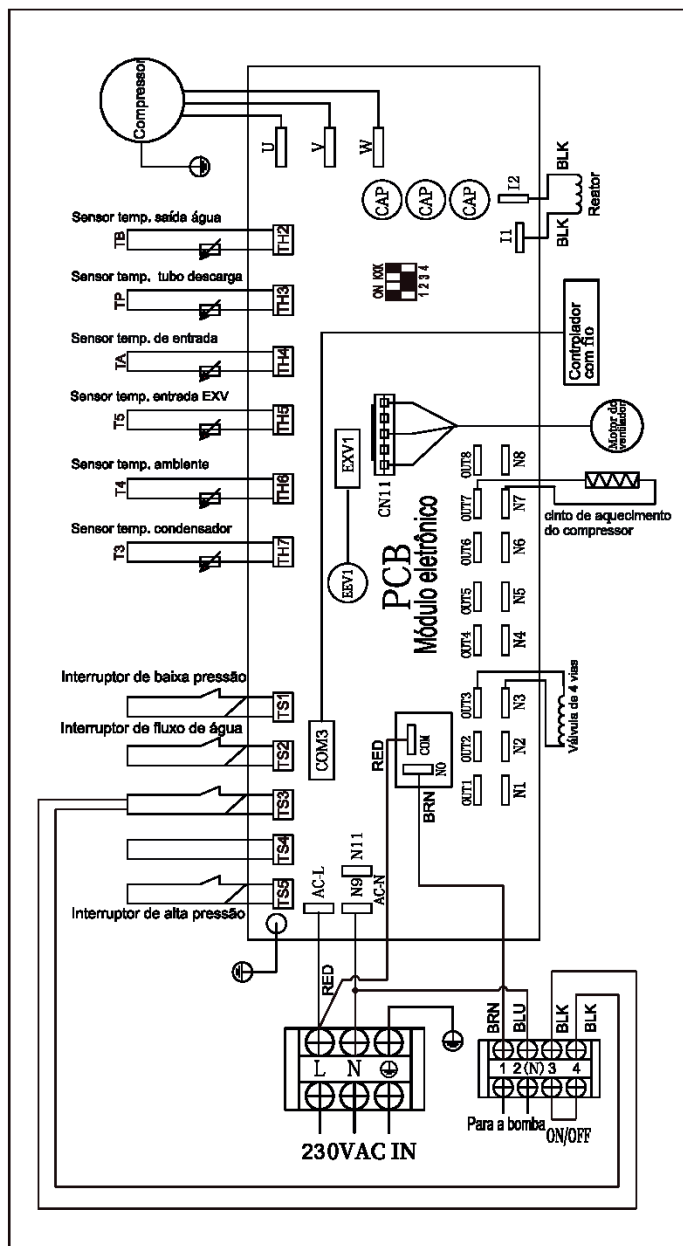 Compressor
U
V
W
CAP
CAP
CAP
I2
I1
BLK
BLK
Reator
Sensor temp. saída água
TB
TH2
Sensor temp. tubo descarga
TP
TH3
ON KKK
1 2 3 4
Sensor temp. de entrada
TA
TH4
Controlador
com fio
Sensor temp. entrada EXV
T5
TH5
EXV1
CN11
Motor do
ventilador
Sensor temp. ambiente
T4
TH6
OUT8
N8
OUT7
N7
cinto de aquecimento
do compressor
Sensor temp. condensador
T3
TH7
EEV1
PCB
Módulo eletrônico
OUT6
N6
OUT5
N5
OUT4
N4
Interruptor de baixa pressão
TS1
OUT3
N3
Válvula de 4 vias
Interruptor de fluxo de água
TS2
COM3
RED
COM
NO
OUT2
N2
TS3
BRN
OUT1
N1
TS4
N11
AC-L
N9
AC-N
TS5
Interruptor de alta pressão
RED
BRN
BLU
BLK
BLK
L N
1 2(N) 3 4
Para a bomba
ON/OFF
230VAC IN